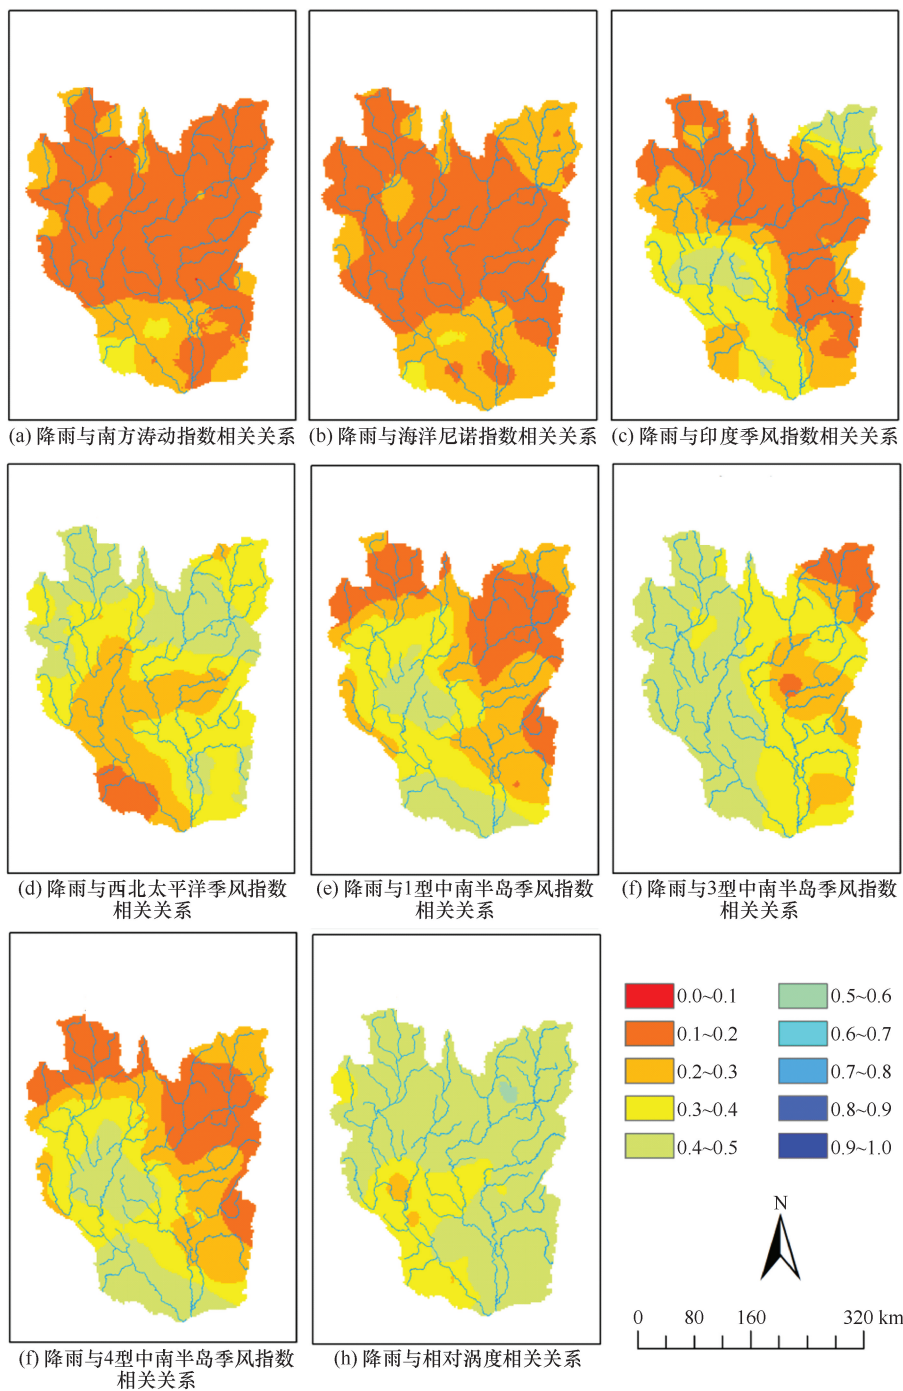 (a) 降雨与南方涛动指数相关关系
(b) 降雨与海洋尼诺指数相关关系
(c) 降雨与印度季风指数相关关系
(d) 降雨与西北太平洋季风指数
相关关系
(e) 降雨与1型中南半岛季风指数
相关关系
(f) 降雨与3型中南半岛季风指数
相关关系
(f) 降雨与4型中南半岛季风指数
相关关系
(h) 降雨与相对涡度相关关系
0.0~0.1
0.1~0.2
0.2~0.3
0.3~0.4
0.4~0.5
0.5~0.6
0.6~0.7
0.7~0.8
0.8~0.9
0.9~1.0
N
0 80 160 320 km